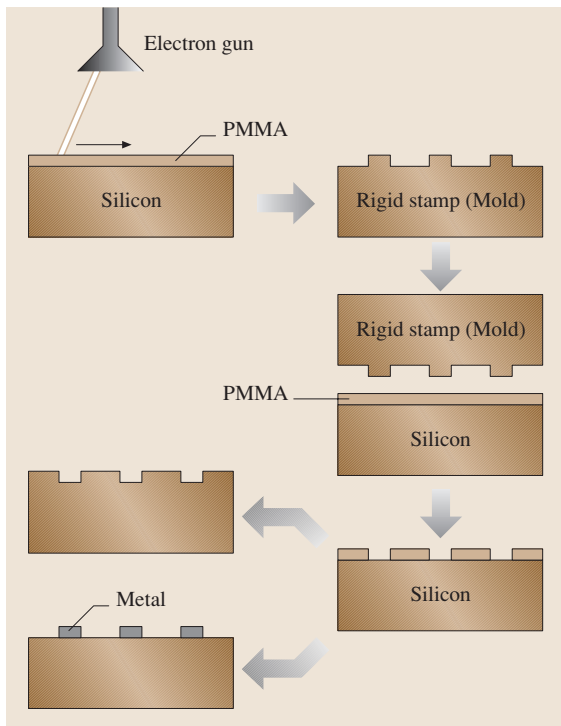 Electron gun
PMMA
Silicon
Rigid stamp (Mold)
Rigid stamp (Mold)
PMMA
Silicon
Silicon
Metal